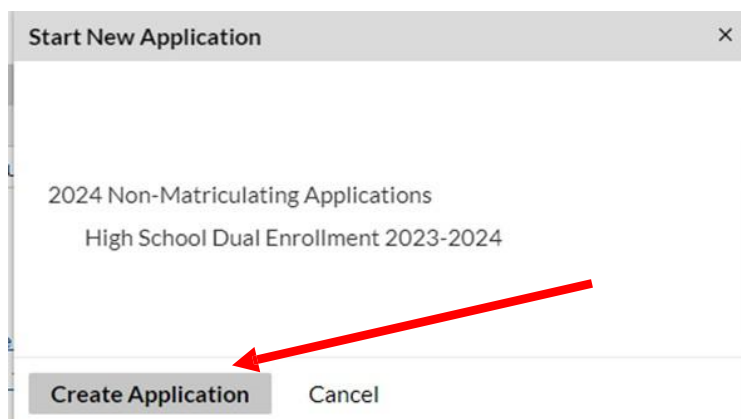 Start New Application ×
2024 Non-Matriculating Applications
High School Dual Enrollment 2023-2024
Create Application Cancel